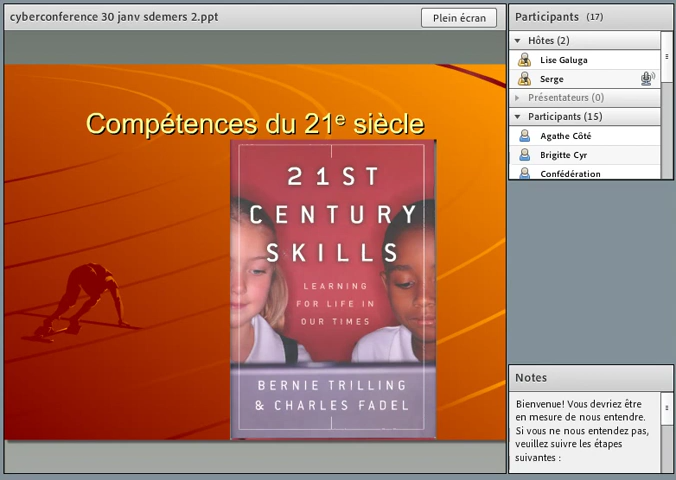 cyberconference 30 janv sdemers 2.ppt
Plein écran
Compétences du 21e siècle
21ST
CENTURY
SKILLS
LEARNING
FOR LIFE IN
OUR TIMES
BERNIE TRILLING
& CHARLES FADEL
Participants (17)
Hôtes (2)
Lise Galuga
Serge
Présentateurs (0)
Participants (15)
Agathe Côté
Brigitte Cyr
Confédération
Notes
Bienvenue! Vous devriez être
en mesure de nous entendre.
Si vous ne nous entendez pas,
veuillez suivre les étapes
suivantes :